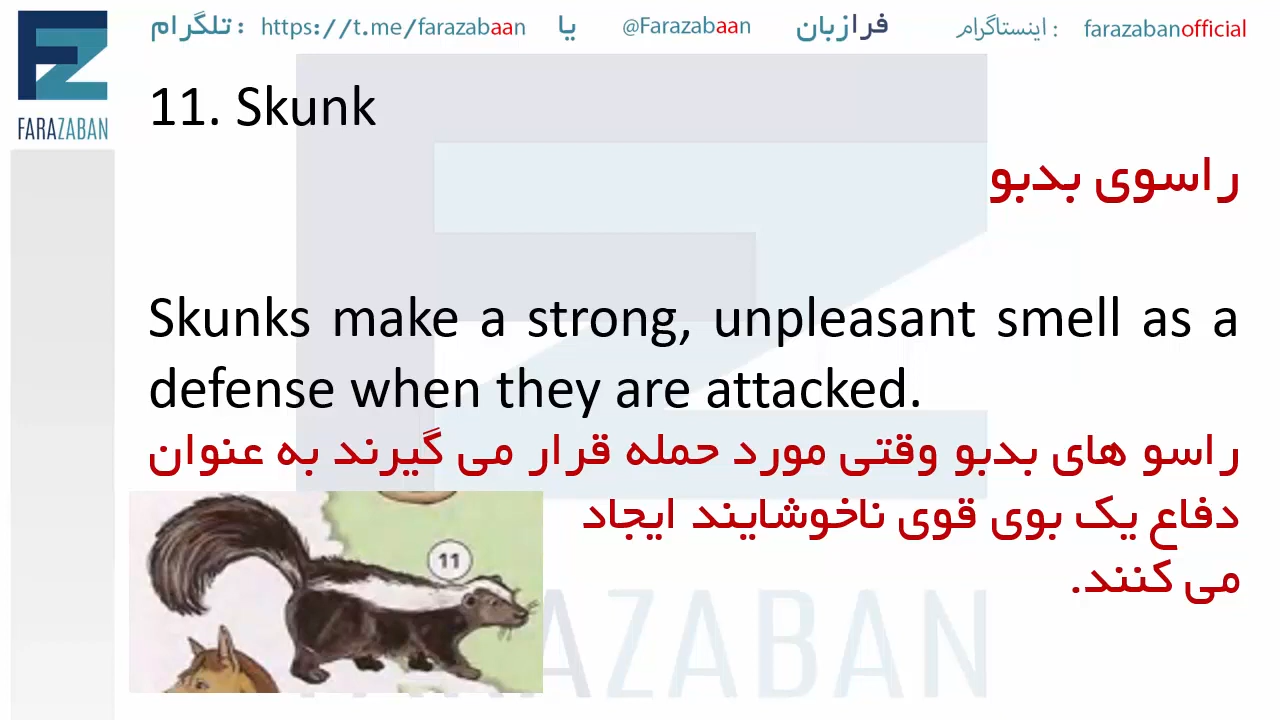 تلگرام : https://t.me/farazabaan یا @Farazabaan فرازبان اینستاگرام : farazabanofficial
FARAZABAN
11. Skunk
راسوی بدبو
Skunks make a strong, unpleasant smell as a
defense when they are attacked.
راسو های بدبو وقتی مورد حمله قرار می گیرند به عنوان
دفاع یک بوی قوی ناخوشایند ایجاد
می کنند.
11
FARAZABAN